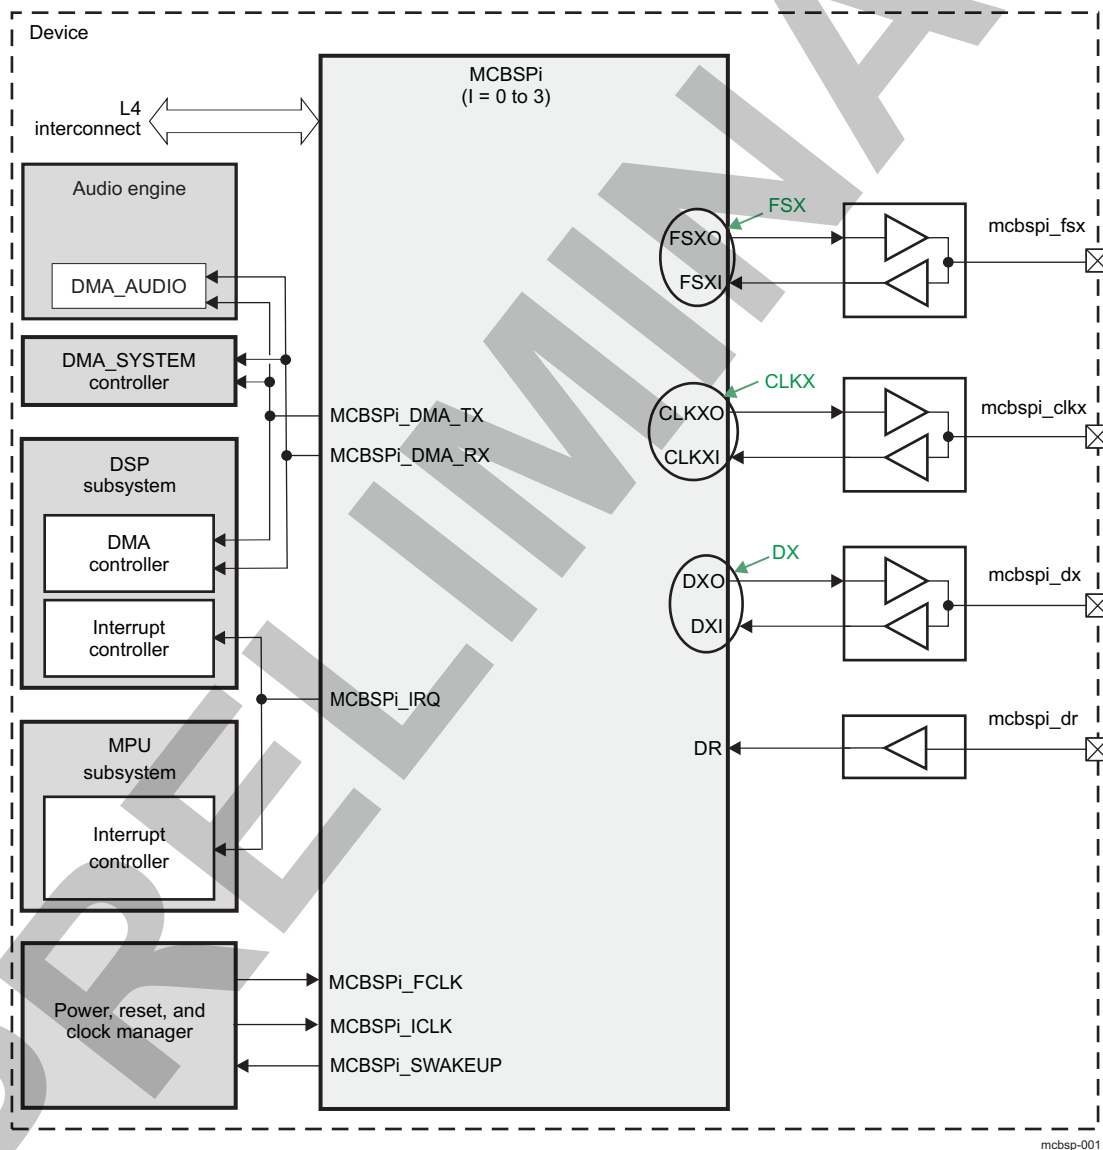 Device
MCBSPi
(I = 0 to 3)
L4
interconnect
Audio engine
DMA_AUDIO
DMA_SYSTEM
controller
DSP
subsystem
DMA
controller
Interrupt
controller
MPU
subsystem
Interrupt
controller
Power, reset, and
clock manager
MCBSPi_DMA_TX
MCBSPi_DMA_RX
MCBSPi_IRQ
MCBSPi_FCLK
MCBSPi_ICLK
MCBSPi_SWAKEUP
FSX
FSXO
FSXI
mcbspi_fsx
CLKX
CLKXO
CLKXI
mcbspi_clkx
DX
DXO
DXI
mcbspi_dx
DR
mcbspi_dr
mcbsp-001
PRELIMINA